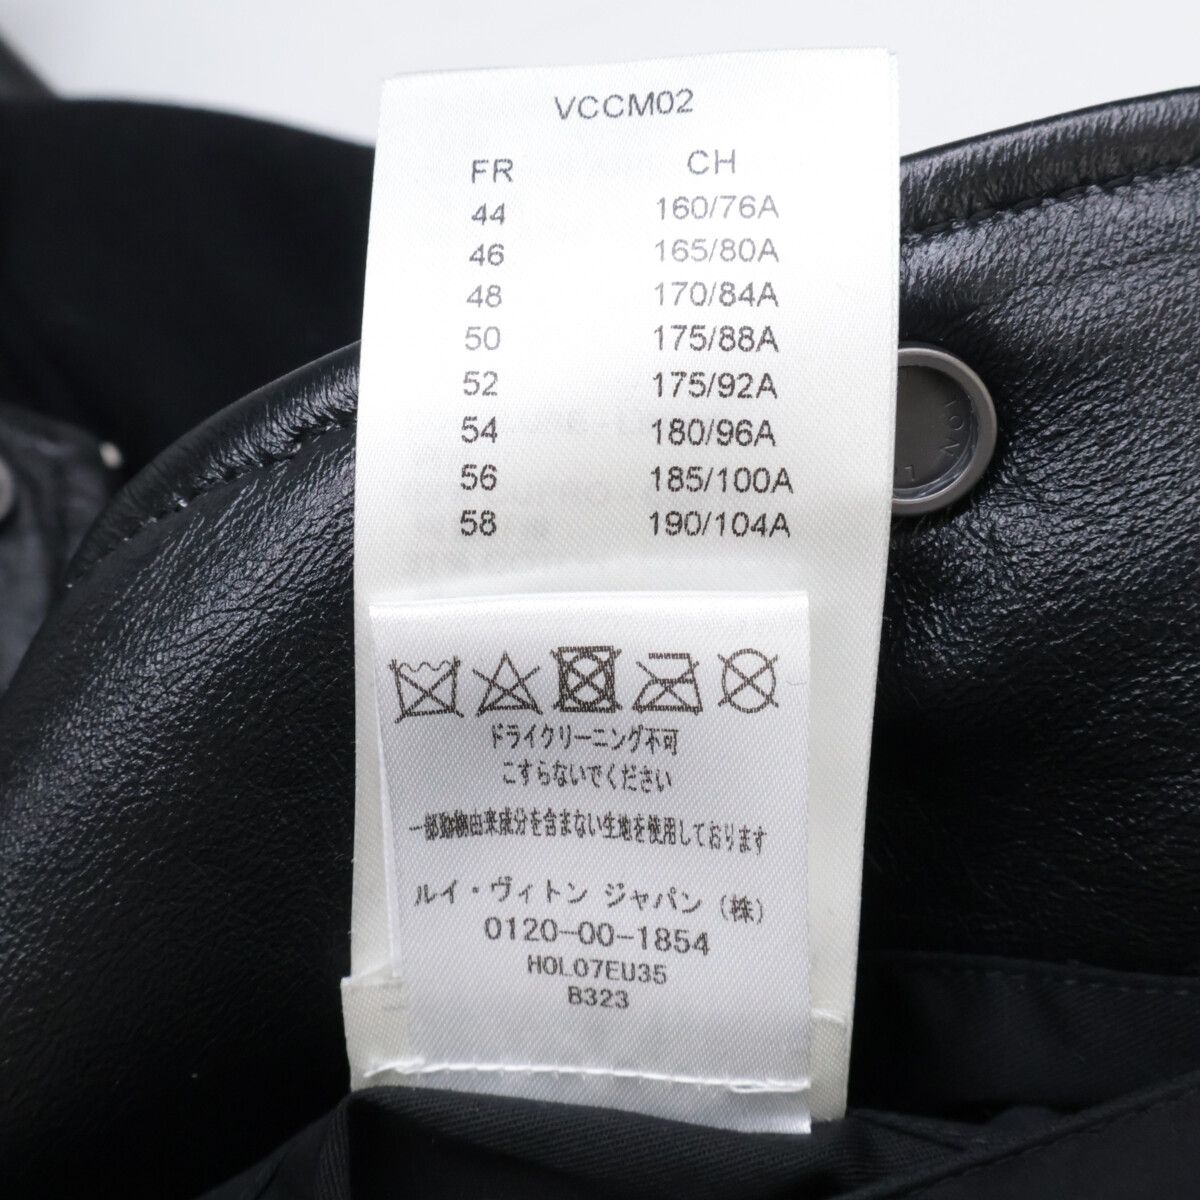 VCCM02
FR CH
44 160/76A
46 165/80A
48 170/84A
50 175/88A
52 175/92A
54 180/96A
56 185/100A
58 190/104A
ドライクリーニング不可
こすらないでください
一部動物由来成分を含まない生地を使用しております
ルイ・ヴィトン ジャパン (株)
0120-00-1854
HOL07EU35
B323